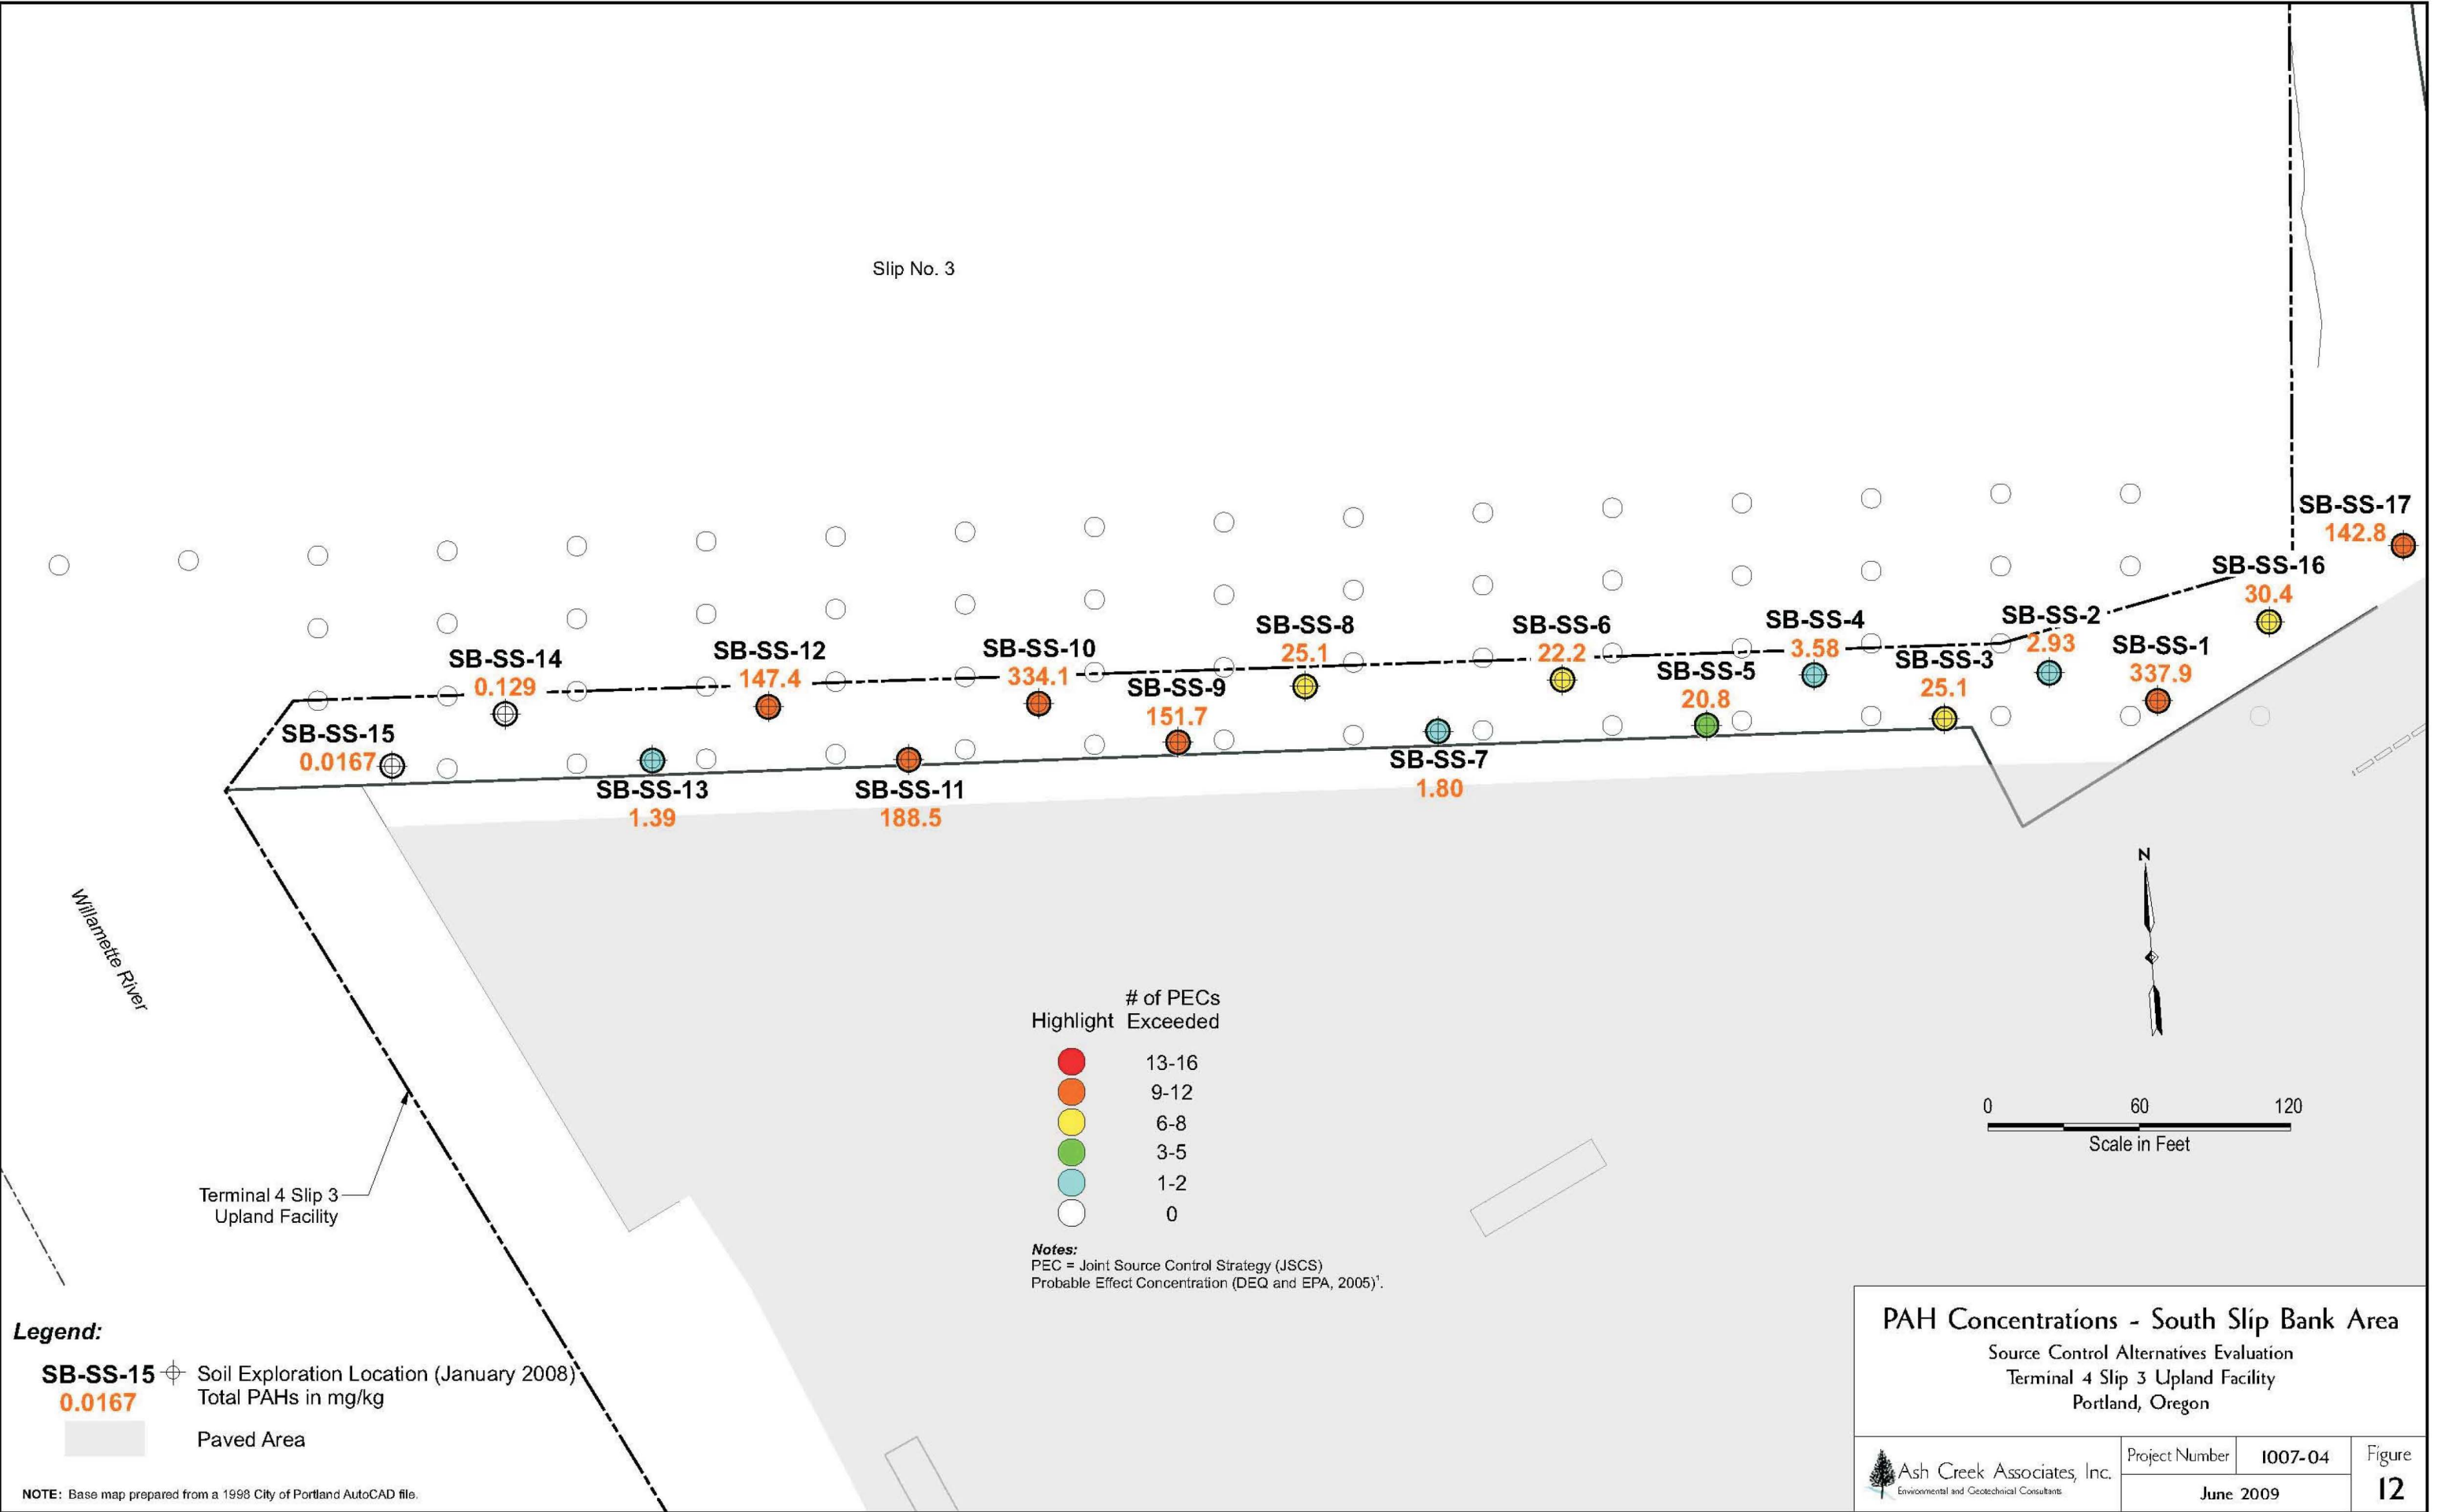 Slip No. 3
SB-SS-17
142.8
SB-SS-16
30.4
SB-SS-14
0.129
SB-SS-12
147.4
SB-SS-10
334.1
SB-SS-8
25.1
SB-SS-6
22.2
SB-SS-4
3.58
SB-SS-2
2.93
SB-SS-1
337.9
SB-SS-15
0.0167
SB-SS-9
151.7
SB-SS-5
20.8
SB-SS-3
25.1
SB-SS-13
1.39
SB-SS-11
188.5
SB-SS-7
1.80
Willamette River
N
# of PECs
Highlight Exceeded
13-16
9-12
6-8
3-5
1-2
0
Notes:
PEC = Joint Source Control Strategy (JSCS)
Probable Effect Concentration (DEQ and EPA, 2005)¹.
0 60 120
Scale in Feet
Terminal 4 Slip 3
Upland Facility
Legend:
SB-SS-15 Soil Exploration Location (January 2008)
0.0167 Total PAHs in mg/kg
Paved Area
NOTE: Base map prepared from a 1998 City of Portland AutoCAD file.
PAH Concentrations - South Slip Bank Area
Source Control Alternatives Evaluation
Terminal 4 Slip 3 Upland Facility
Portland, Oregon
Ash Creek Associates, Inc.
Environmental and Geotechnical Consultants
Project Number 1007-04
June 2009
Figure
12